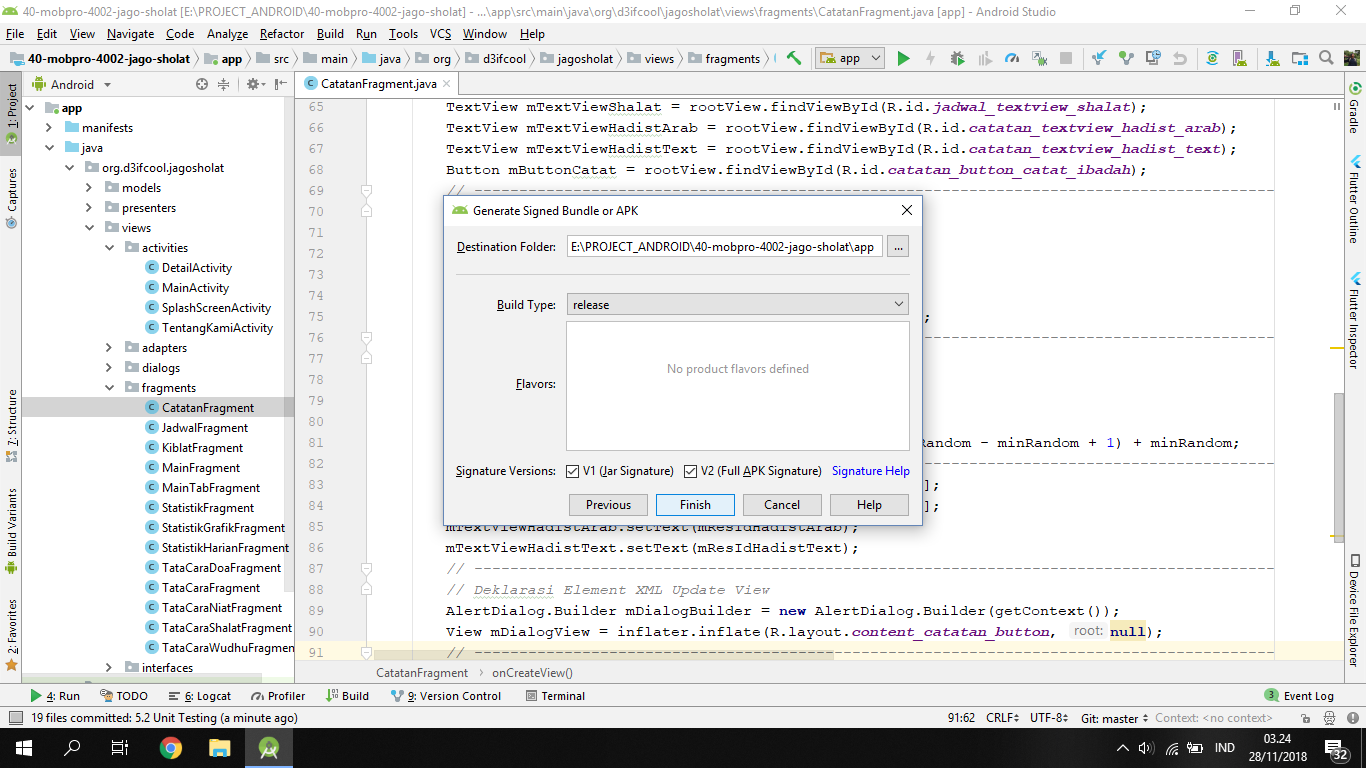 40-mobpro-4002-jago-sholat [E:\PROJECT_ANDROID\40-mobpro-4002-jago-sholat] - ...\app\src\main\java\org\d3ifcool\jagosholat\views\fragments\CatatanFragment.java [app] - Android Studio
File Edit View Navigate Code Analyze Refactor Build Run Tools VCS Window Help
40-mobpro-4002-jago-sholat app src main java org d3ifcool jagosholat views fragments app
Android
CatatanFragment.java
1: Project
Captures
7: Structure
Build Variants
2: Favorites
app
manifests
java
org.d3ifcool.jagosholat
models
presenters
views
activities
DetailActivity
MainActivity
SplashScreenActivity
TentangKamiActivity
adapters
dialogs
fragments
CatatanFragment
JadwalFragment
KiblatFragment
MainFragment
MainTabFragment
StatistikFragment
StatistikGrafikFragment
StatistikHarianFragment
TataCaraDoaFragment
TataCaraFragment
TataCaraNiatFragment
TataCaraShalatFragment
TataCaraWudhuFragmen
interfaces
65 TextView mTextViewShalat = rootView.findViewById(R.id.jadwal_textview_shalat);
66 TextView mTextViewHadistArab = rootView.findViewById(R.id.catatan_textview_hadist_arab);
67 TextView mTextViewHadistText = rootView.findViewById(R.id.catatan_textview_hadist_text);
68 Button mButtonCatat = rootView.findViewById(R.id.catatan_button_catat_ibadah);
69 // --------------------------------------------------------------------------------
70
71
72
73
74
75 ;
76 -----------------------------------
77
78
79
80
81 Random - minRandom + 1) + minRandom;
82 -----------------------------------
83 ];
84 ];
85 mTextViewHadistArab.setText(mResIdHadistArab);
86 mTextViewHadistText.setText(mResIdHadistText);
87 // --------------------------------------------------------------------------------
88 // Deklarasi Element XML Update View
89 AlertDialog.Builder mDialogBuilder = new AlertDialog.Builder(getContext());
90 View mDialogView = inflater.inflate(R.layout.content_catatan_button, root: null);
91 // --------------------------------------------------------------------------------
CatatanFragment onCreateView()
Generate Signed Bundle or APK
Destination Folder: E:\PROJECT_ANDROID\40-mobpro-4002-jago-sholat\app ...
Build Type: release
Flavors: No product flavors defined
Signature Versions: V1 (Jar Signature) V2 (Full APK Signature) Signature Help
Previous Finish Cancel Help
Gradle
Flutter Outline
Flutter Inspector
Device File Explorer
4: Run TODO 6: Logcat Profiler Build 9: Version Control Terminal 3 Event Log
19 files committed: 5.2 Unit Testing (a minute ago) 91:62 CRLF UTF-8 Git: master Context: <no context>
IND 03.24
28/11/2018 32